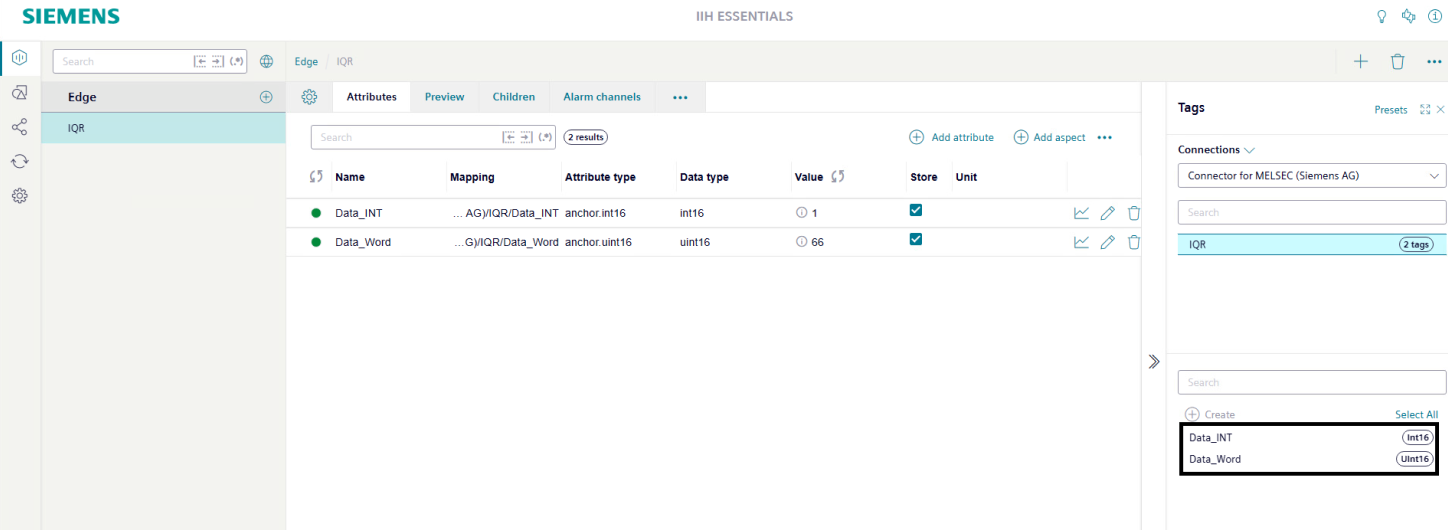 SIEMENS
IIH ESSENTIALS
Search
(.*)
Edge / IQR
Edge
IQR
Attributes
Preview
Children
Alarm channels
Search
(.*)
2 results
Add attribute
Add aspect
Name Mapping Attribute type Data type Value Store Unit
Data_INT ... AG)/IQR/Data_INT anchor.int16 int16 1
Data_Word ...G)/IQR/Data_Word anchor.uint16 uint16 66
Tags
Presets
Connections
Connector for MELSEC (Siemens AG)
Search
IQR 2 tags
Search
Create Select All
Data_INT Int16
Data_Word UInt16